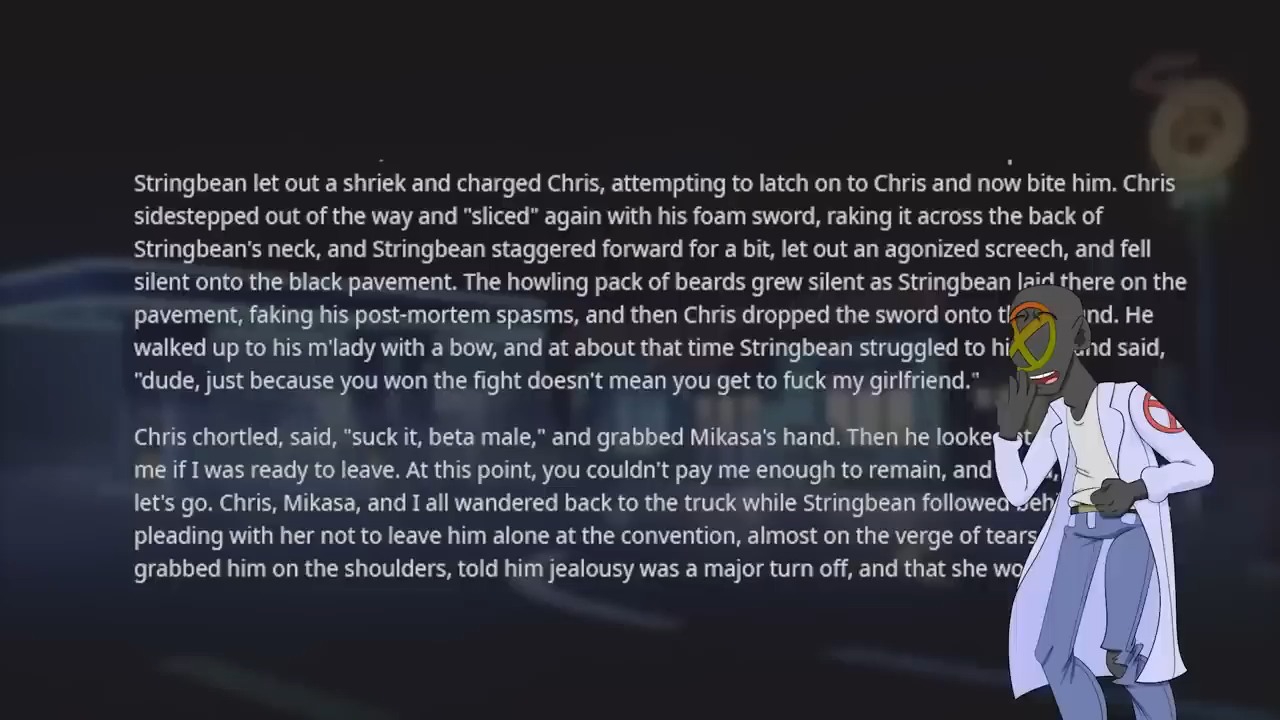 Stringbean let out a shriek and charged Chris, attempting to latch on to Chris and now bite him. Chris
sidestepped out of the way and "sliced" again with his foam sword, raking it across the back of
Stringbean's neck, and Stringbean staggered forward for a bit, let out an agonized screech, and fell
silent onto the black pavement. The howling pack of beards grew silent as Stringbean laid there on the
pavement, faking his post-mortem spasms, and then Chris dropped the sword onto He
walked up to his m'lady with a bow, and at about that time Stringbean struggled to and said,
"dude, just because you won the fight doesn't mean you get to fuck my girlfriend."
Chris chortled, said, "suck it, beta male," and grabbed Mikasa's hand. Then he looked
me if I was ready to leave. At this point, you couldn't pay me enough to remain, and
let's go. Chris, Mikasa, and I all wandered back to the truck while Stringbean followed
pleading with her not to leave him alone at the convention, almost on the verge of tears
grabbed him on the shoulders, told him jealousy was a major turn off, and that she